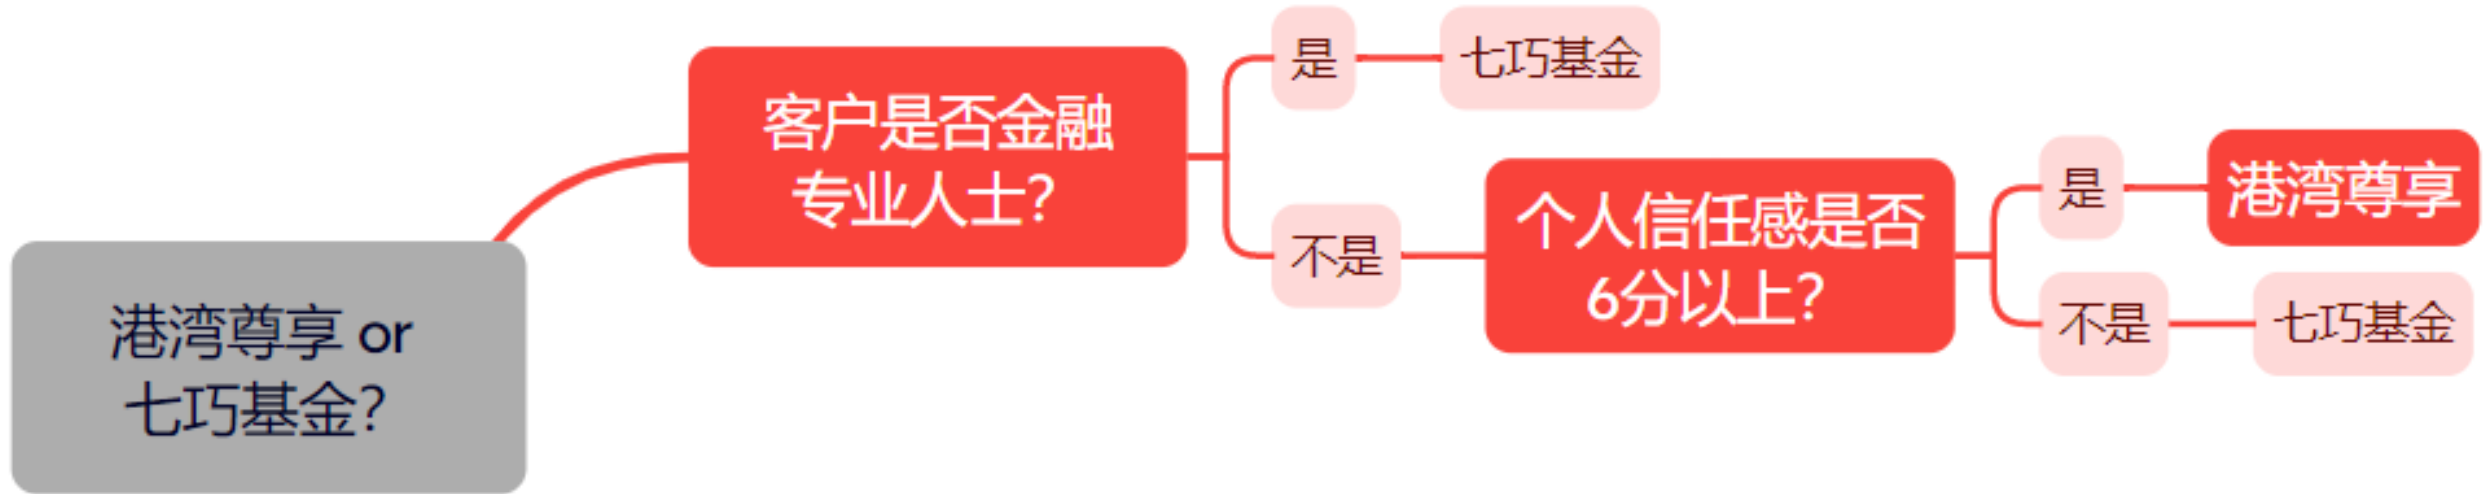 港湾尊享 or
七巧基金？
客户是否金融
专业人士？
是
七巧基金
不是
个人信任感是否
6分以上？
是
港湾尊享
不是
七巧基金